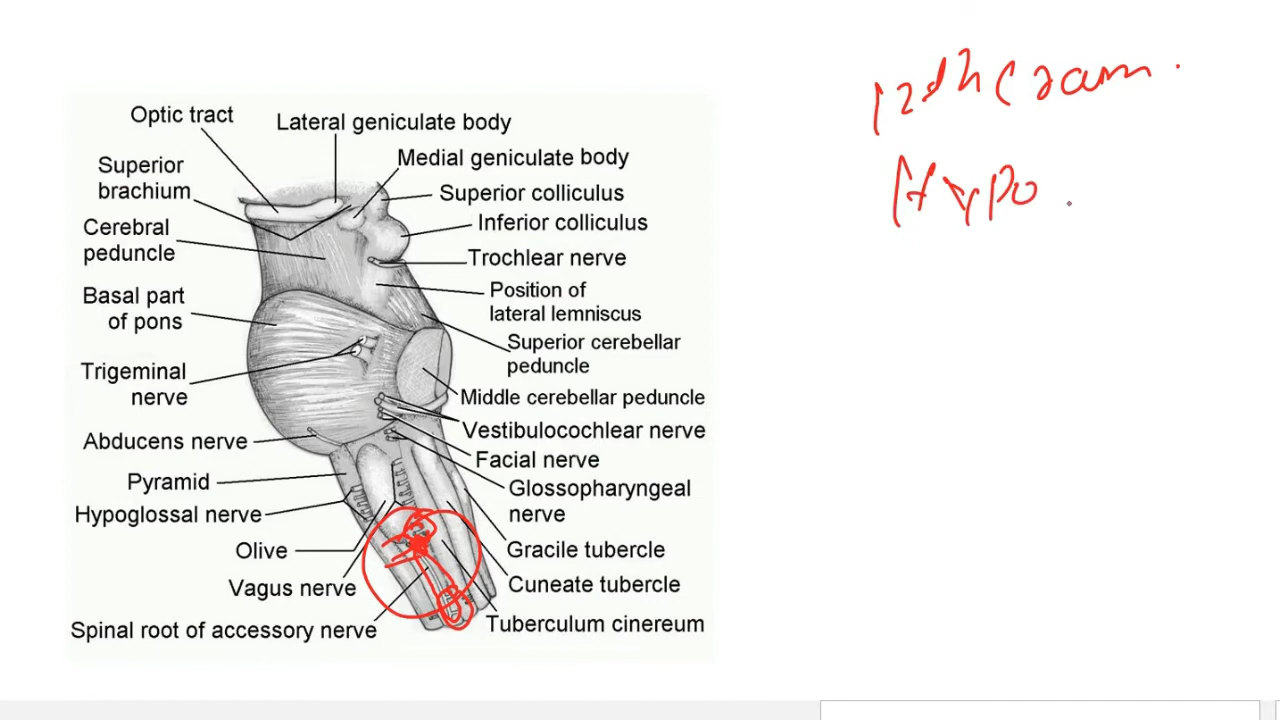 Optic tract
Lateral geniculate body
Medial geniculate body
Superior
brachium
Superior colliculus
Inferior colliculus
Cerebral
peduncle
Trochlear nerve
Basal part
of pons
Position of
lateral lemniscus
Superior cerebellar
peduncle
Trigeminal
nerve
Middle cerebellar peduncle
Abducens nerve
Vestibulocochlear nerve
Facial nerve
Pyramid
Glossopharyngeal
nerve
Hypoglossal nerve
Olive
Gracile tubercle
Vagus nerve
Cuneate tubercle
Spinal root of accessory nerve
Tuberculum cinereum
12th
Hypo